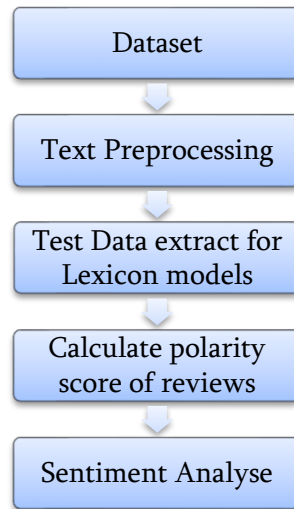 Dataset
Text Preprocessing
Test Data extract for
Lexicon models
Calculate polarity
score of reviews
Sentiment Analyse